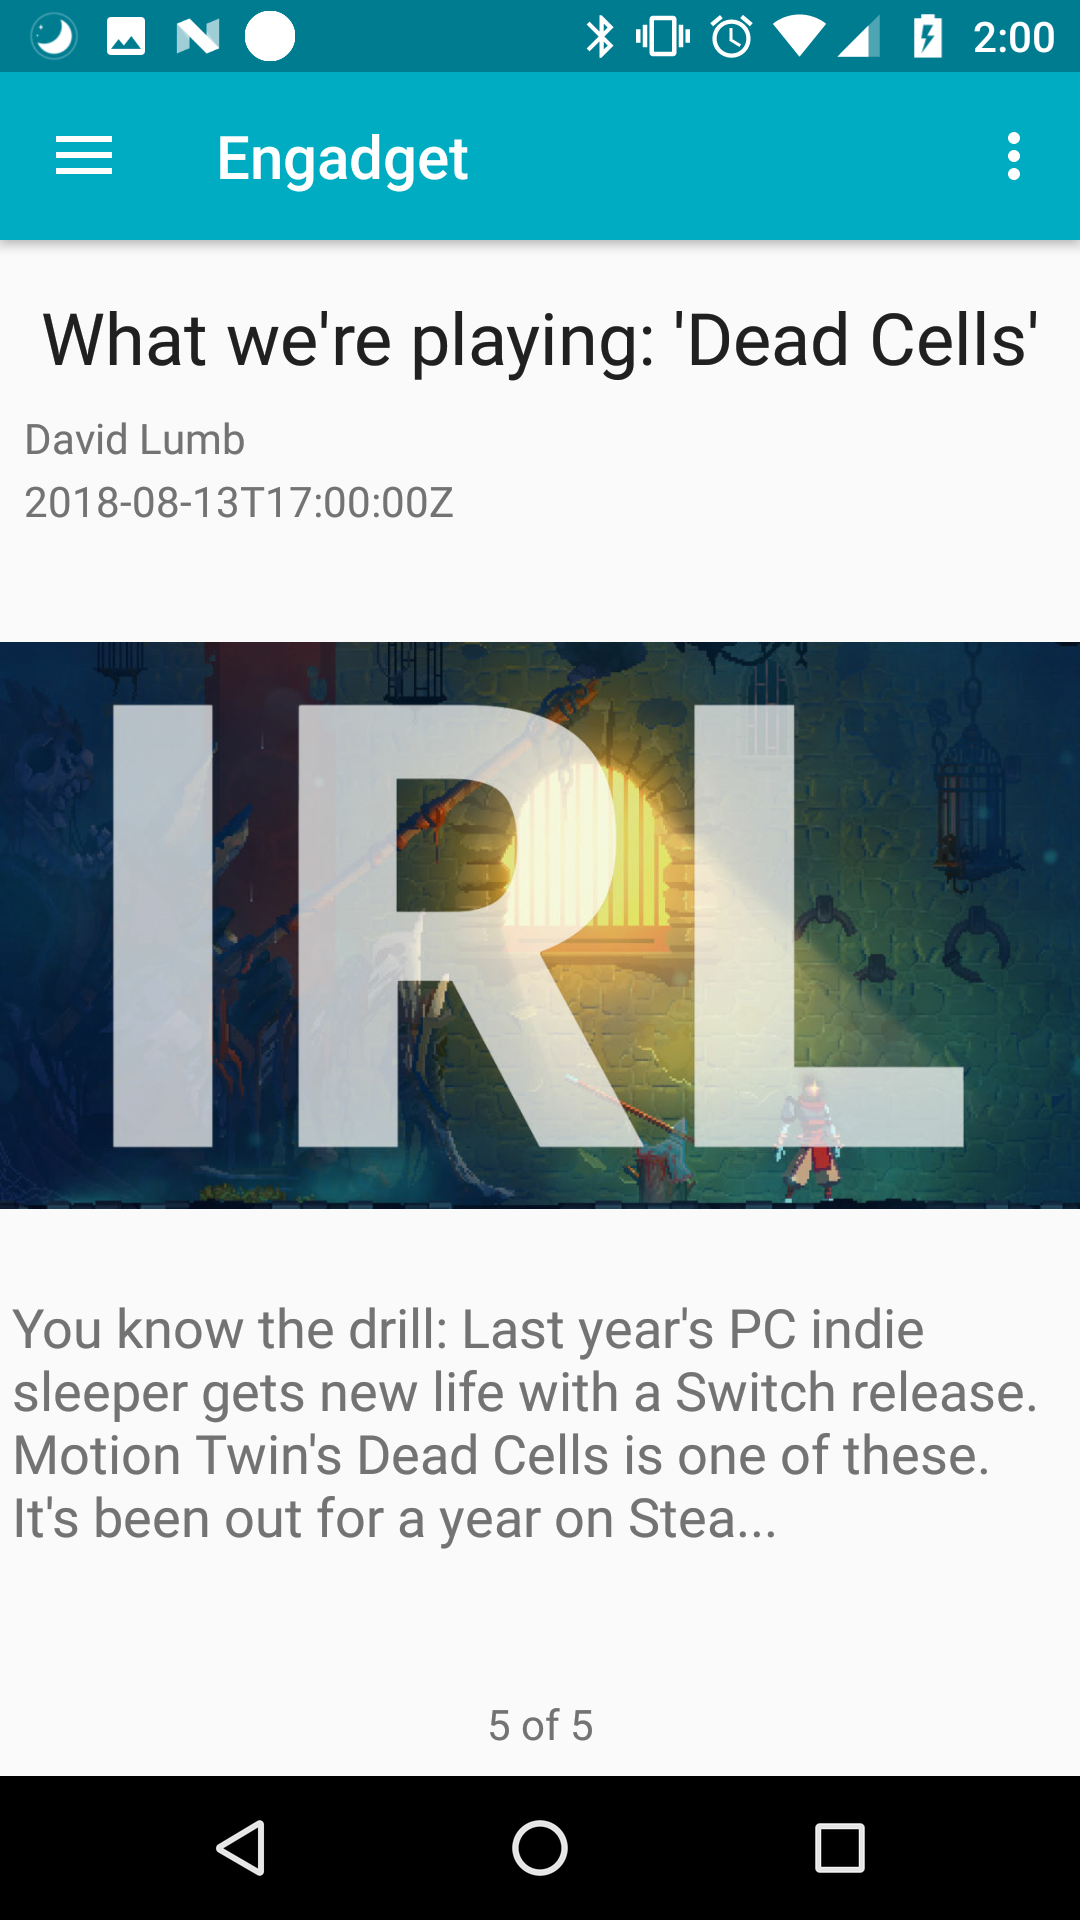 2:00
Engadget
What we're playing: 'Dead Cells'
David Lumb
2018-08-13T17:00:00Z
IRL
You know the drill: Last year's PC indie
sleeper gets new life with a Switch release.
Motion Twin's Dead Cells is one of these.
It's been out for a year on Stea...
5 of 5